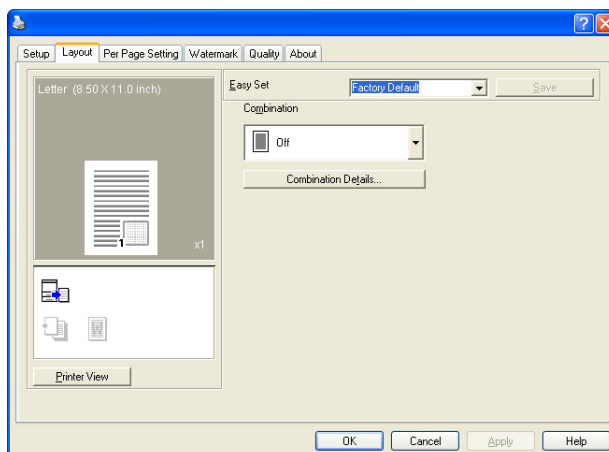 Setup Layout Per Page Setting Watermark Quality About
Letter (8.50 X 11.0 inch)
1
x1
Printer View
Easy Set Factory Default Save
Combination
Off
Combination Details...
OK Cancel Apply Help